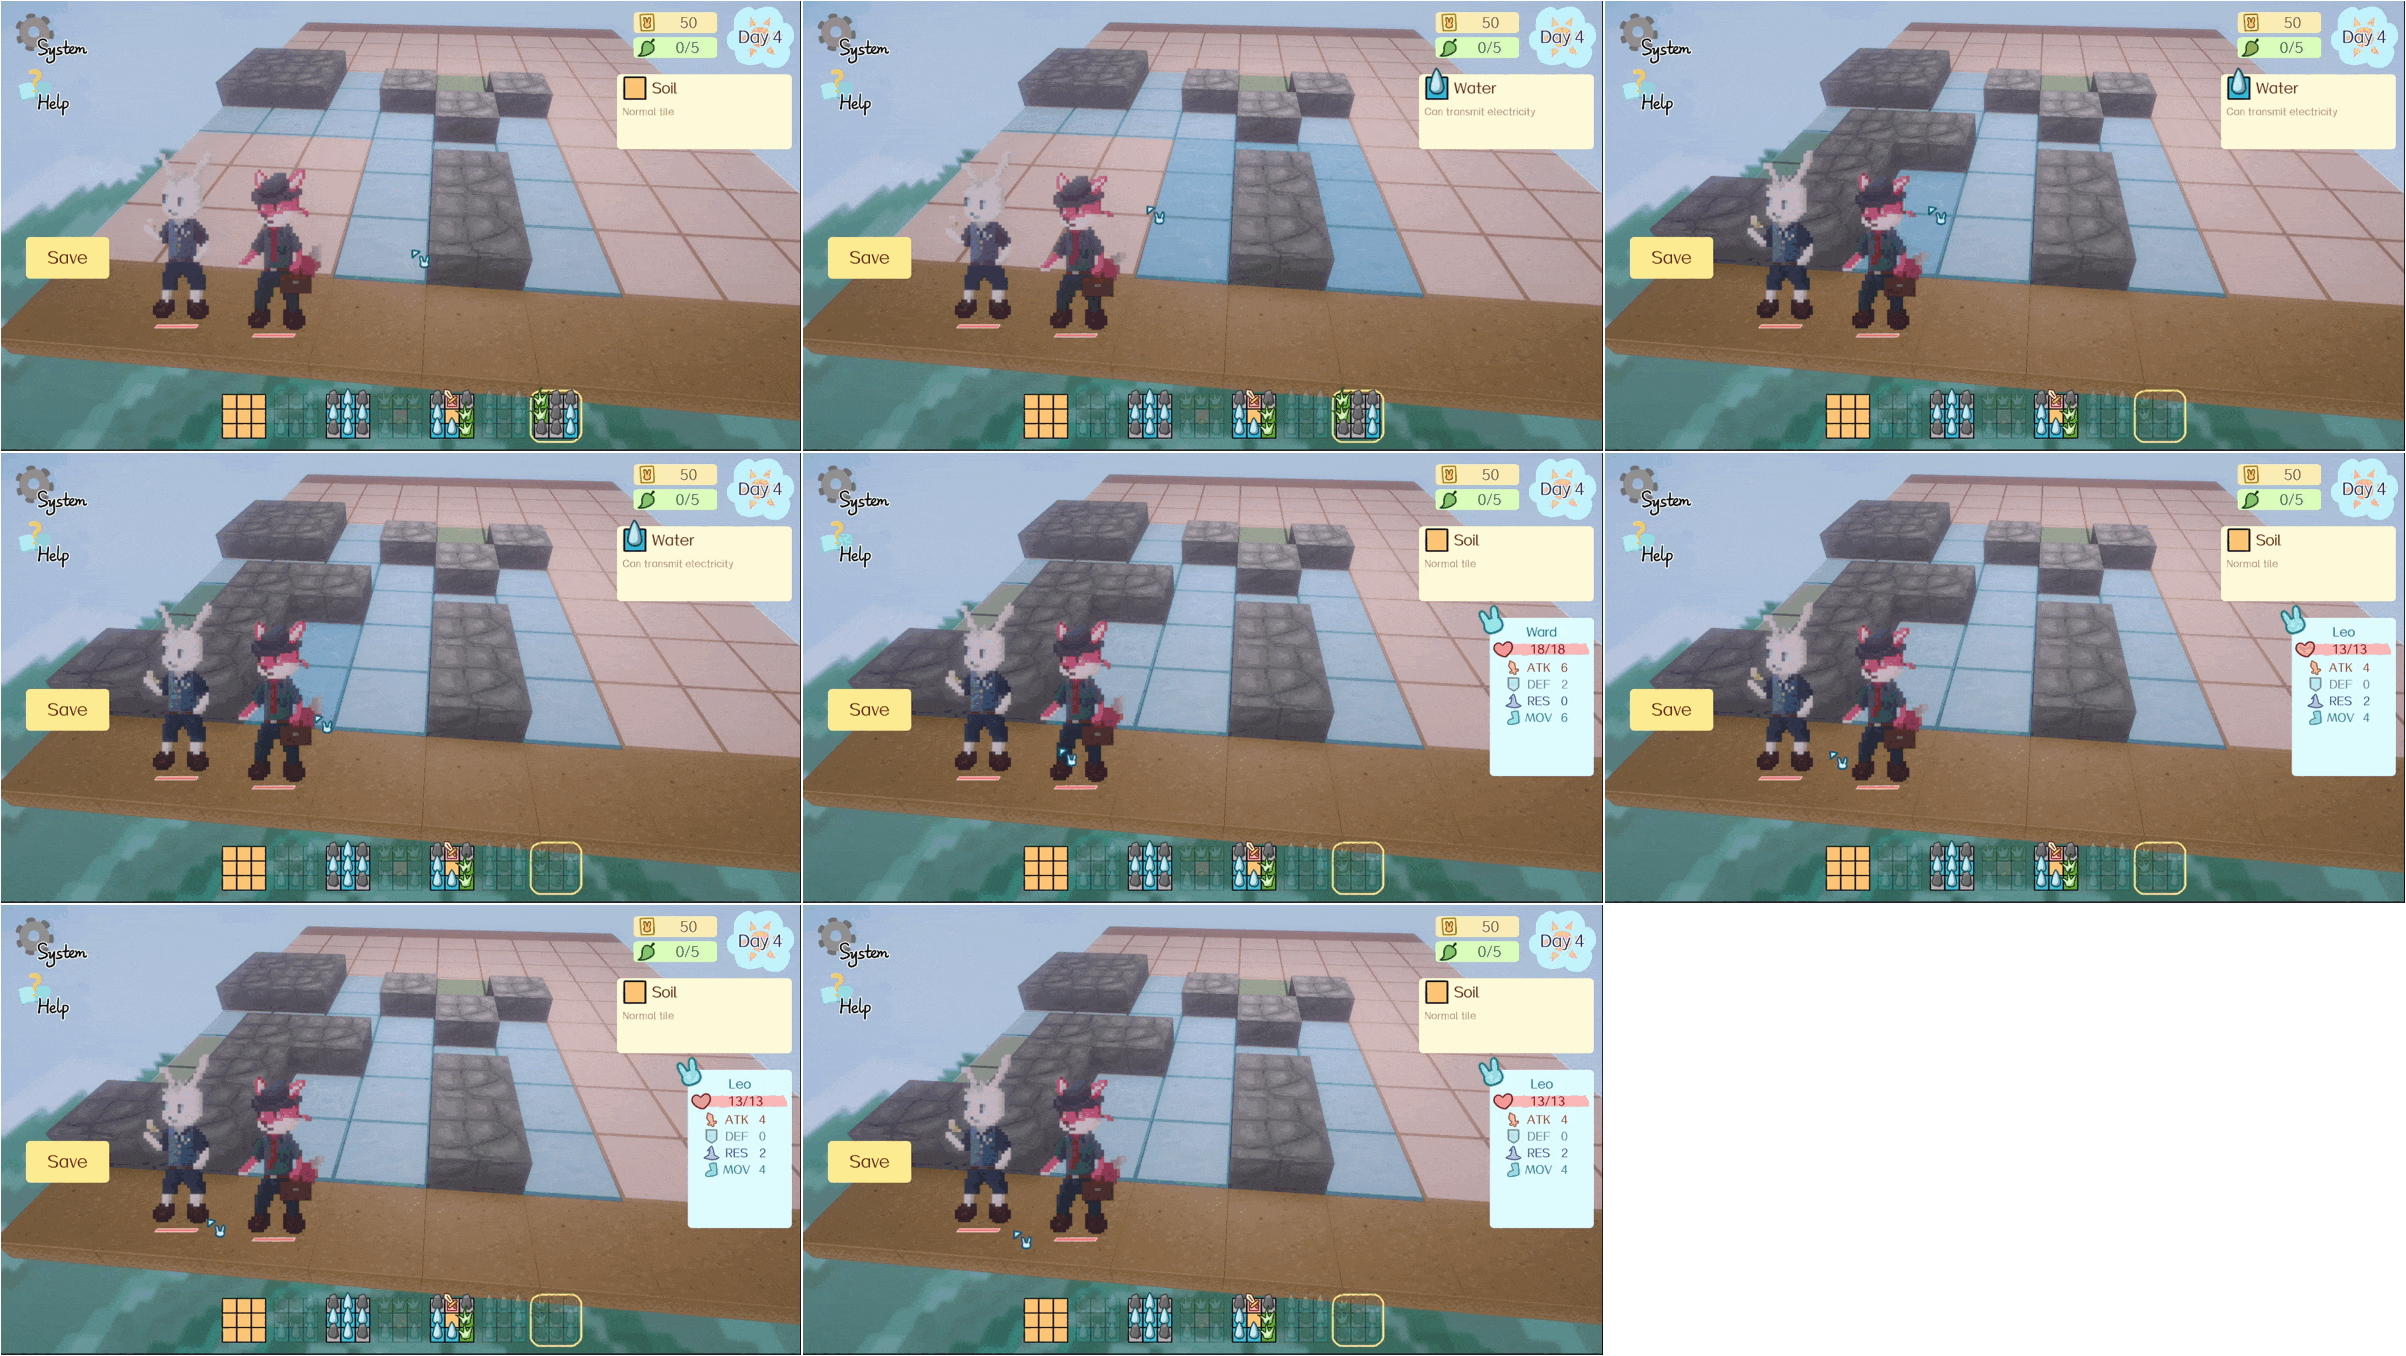 System
50
Day 4
0/5
Help
Soil
Normal tile
Save
System
50
Day 4
0/5
Help
Water
Can transmit electricity
Save
System
50
Day 4
0/5
Help
Water
Can transmit electricity
Save
System
50
Day 4
0/5
Help
Water
Can transmit electricity
Save
System
50
Day 4
0/5
Help
Soil
Normal tile
Ward
18/18
ATK 6
DEF 2
RES 0
MOV 6
Save
System
50
Day 4
0/5
Help
Soil
Normal tile
Leo
13/13
ATK 4
DEF 0
RES 2
MOV 4
Save
System
50
Day 4
0/5
Help
Soil
Normal tile
Leo
13/13
ATK 4
DEF 0
RES 2
MOV 4
Save
System
50
Day 4
0/5
Help
Soil
Normal tile
Leo
13/13
ATK 4
DEF 0
RES 2
MOV 4
Save